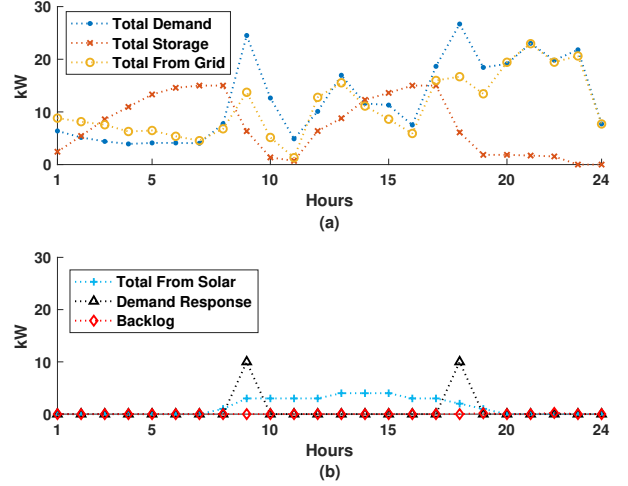 30
20
10
0
kW
Total Demand
Total Storage
Total From Grid
1 5 10 15 20 24
Hours
(a)
30
20
10
0
kW
Total From Solar
Demand Response
Backlog
1 5 10 15 20 24
Hours
(b)